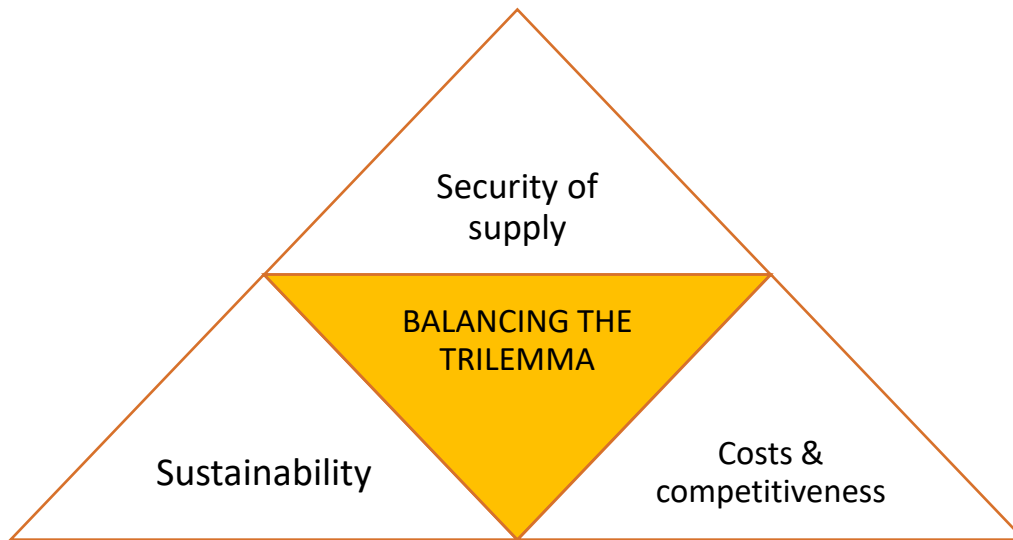 Security of
supply
BALANCING THE
TRILEMMA
Sustainability
Costs &
competitiveness